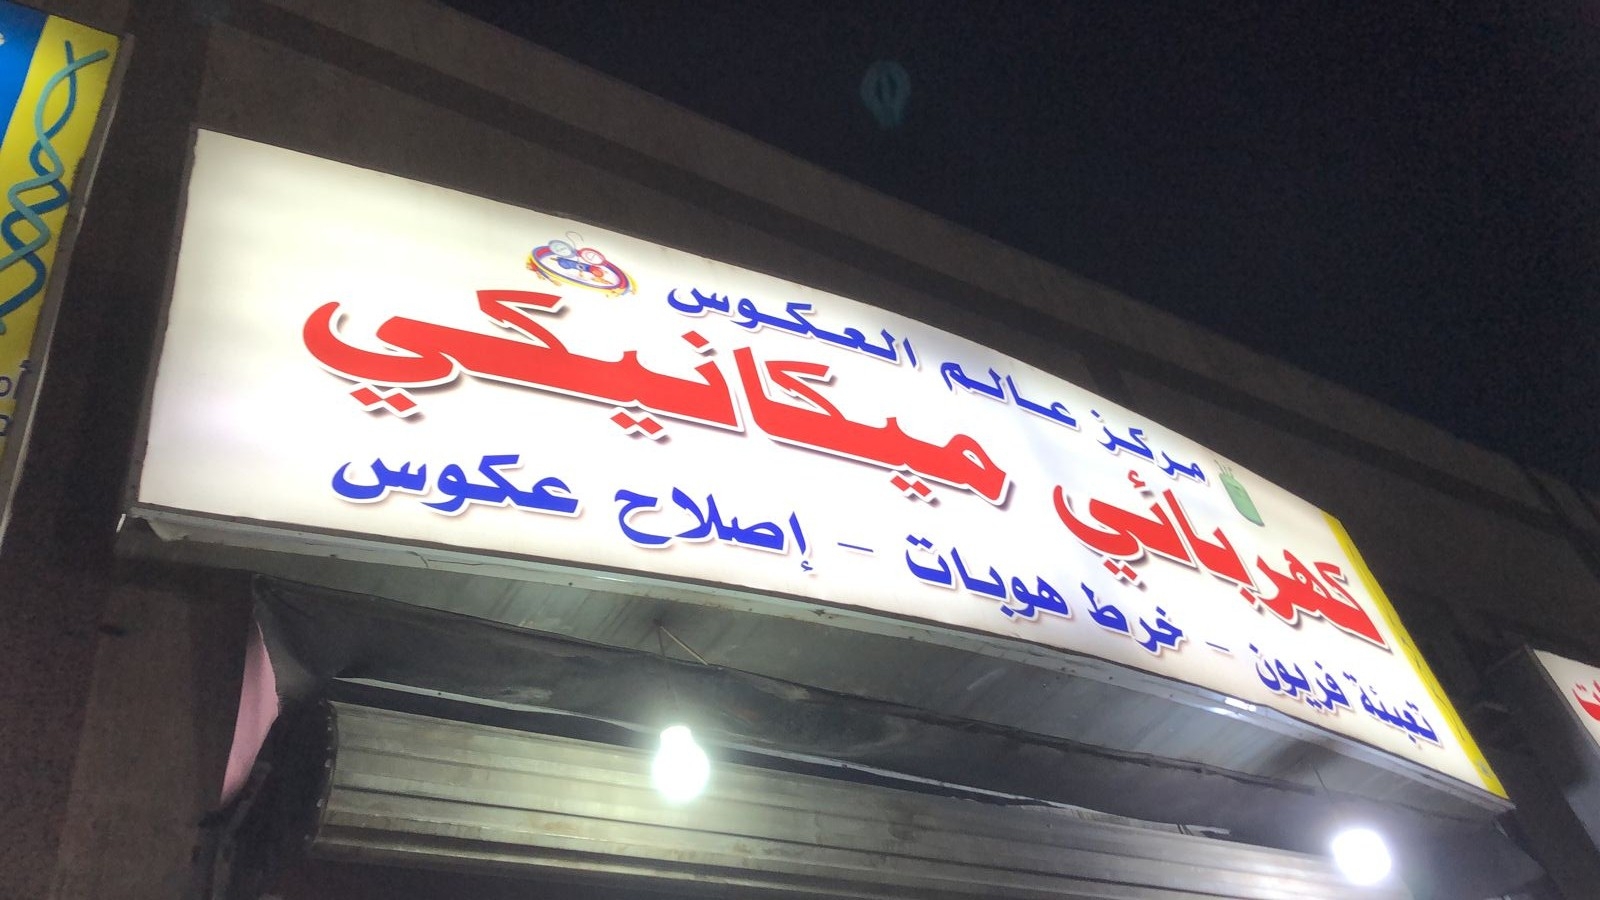 مركز عالم العكوس
كهربائي ميكانيكي
تعبئة فريون - خرط هوبات - إصلاح عكوس